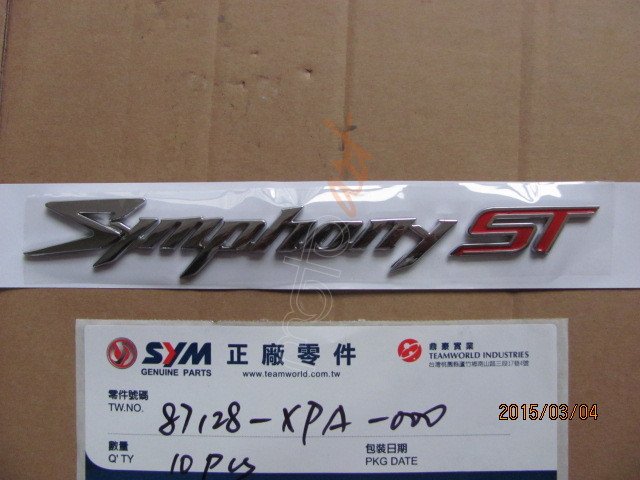 Symphony ST
SYM 正廠零件
GENUINE PARTS www.teamworld.com.tw
鼎豪實業
TEAMWORLD INDUSTRIES
零件號碼
TW.NO. 87128-XPA-000
數量
Q'TY 10 pcs
包裝日期
PKG DATE
2015/03/04